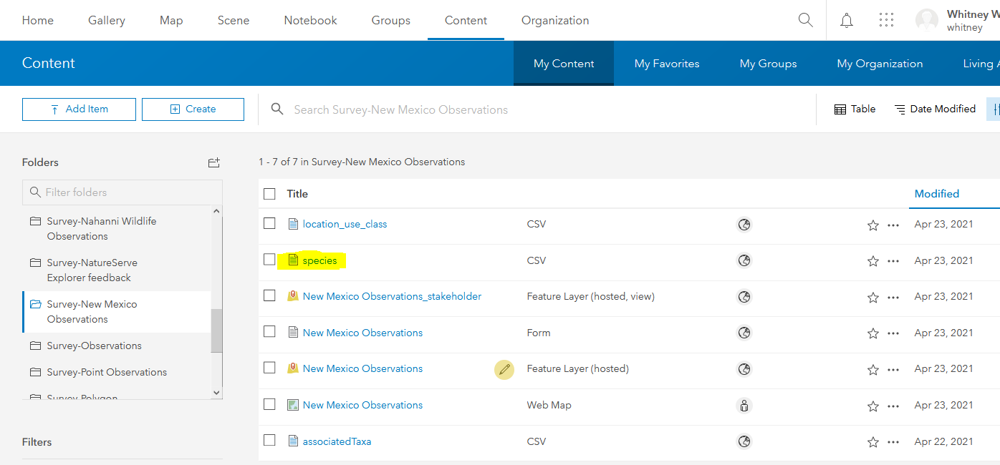 Home Gallery Map Scene Notebook Groups Content Organization Whitney W
whitney
Content My Content My Favorites My Groups My Organization Living A
Add Item Create Search Survey-New Mexico Observations Table Date Modified
Folders 1 - 7 of 7 in Survey-New Mexico Observations
Filter folders
Survey-Nahanni Wildlife
Observations
Survey-NatureServe
Explorer feedback
Survey-New Mexico
Observations
Survey-Observations
Survey-Point Observations
Survey-Polygon
Filters
Title Modified
location_use_class CSV Apr 23, 2021
species CSV Apr 23, 2021
New Mexico Observations_stakeholder Feature Layer (hosted, view) Apr 23, 2021
New Mexico Observations Form Apr 23, 2021
New Mexico Observations Feature Layer (hosted) Apr 23, 2021
New Mexico Observations Web Map Apr 23, 2021
associatedTaxa CSV Apr 22, 2021